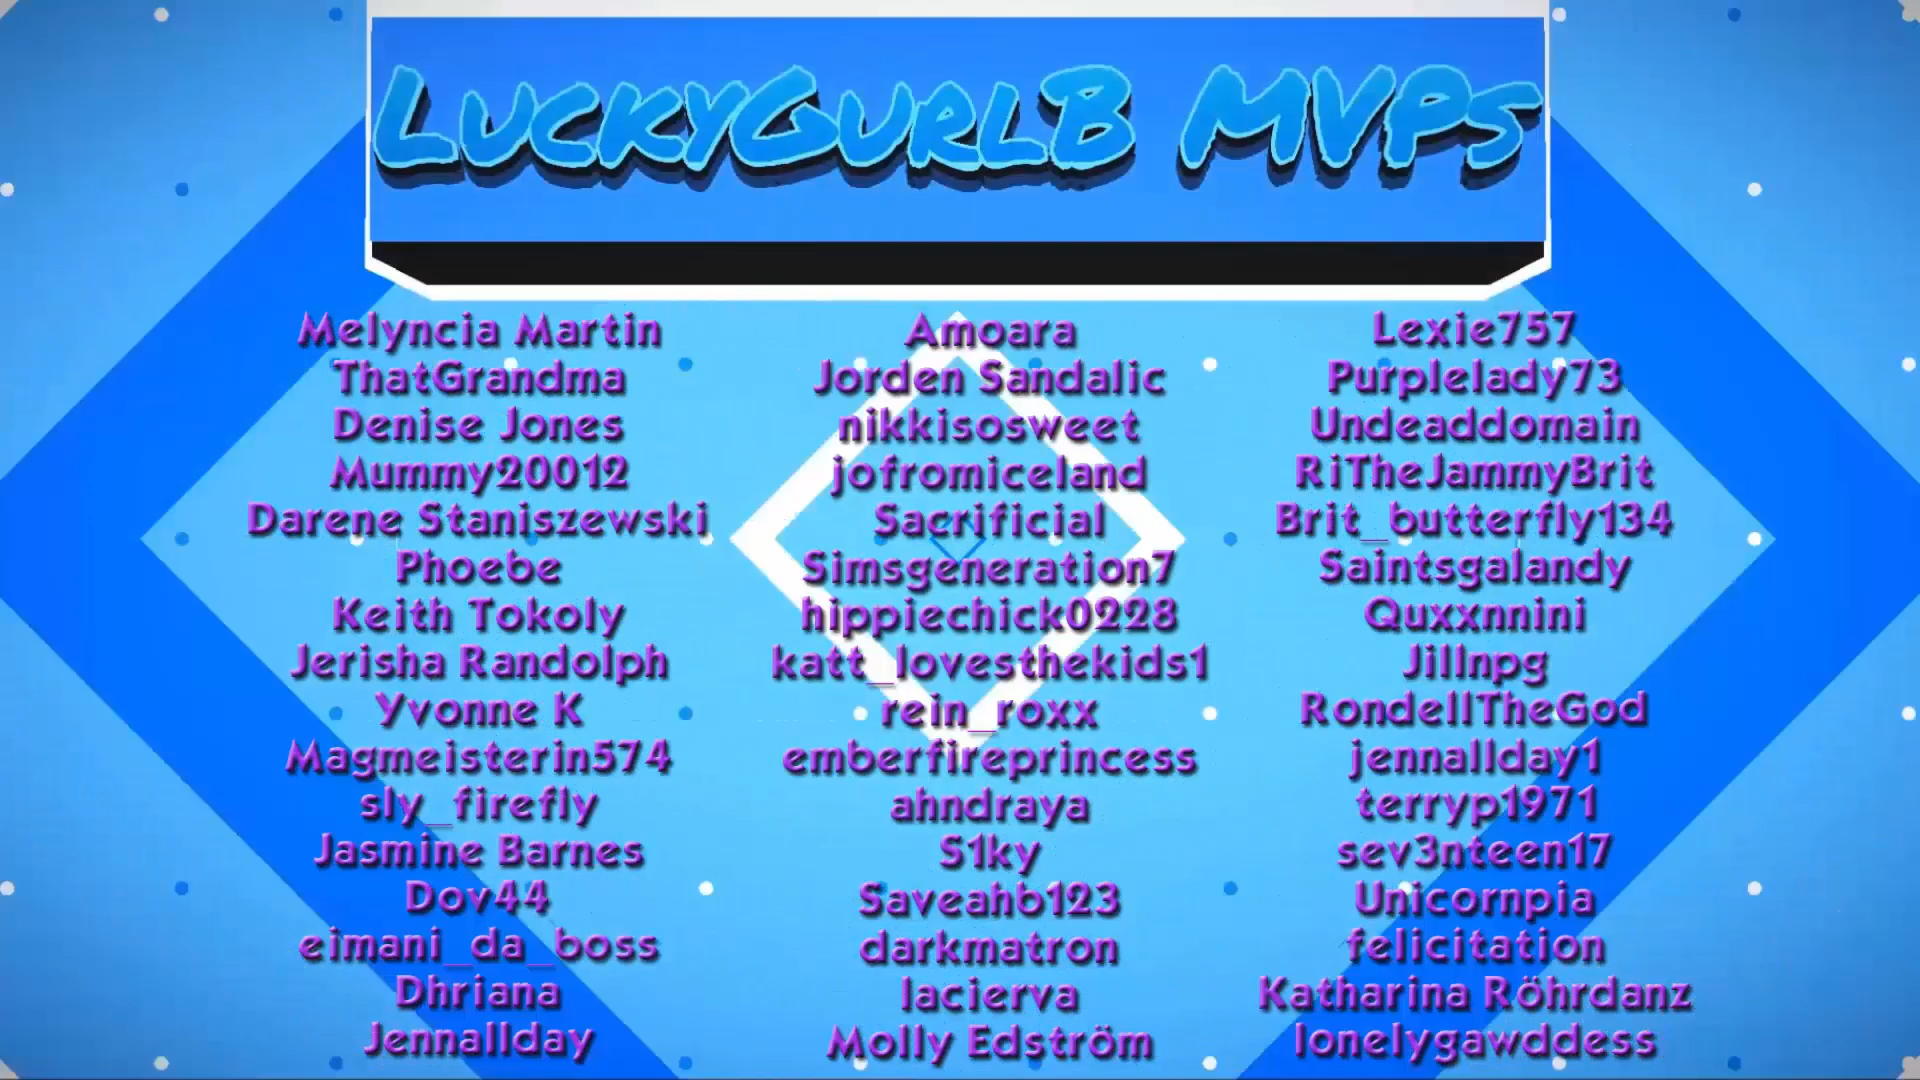 LuckyGurlB MVPs
Melyncia Martin
ThatGrandma
Denise Jones
Mummy20012
Darene Staniszewski
Phoebe
Keith Tokoly
Jerisha Randolph
Yvonne K
Magmeisterin574
sly_firefly
Jasmine Barnes
Dov44
eimani_da_boss
Dhriana
Jennallday
Amoara
Jorden Sandalic
nikkisosweet
jofromiceland
Sacrificial
Simsgeneration7
hippiechick0228
katt_lovesthekids1
rein_roxx
emberfireprincess
ahndraya
S1ky
Saveahb123
darkmatron
lacierva
Molly Edström
Lexie757
Purplelady73
Undeaddomain
RiTheJammyBrit
Brit_butterfly134
Saintsgalandy
Quxxnnini
Jillnpg
RondellTheGod
jennallday1
terryp1971
sev3nteen17
Unicornpia
felicitation
Katharina Röhrdanz
lonelygawddess